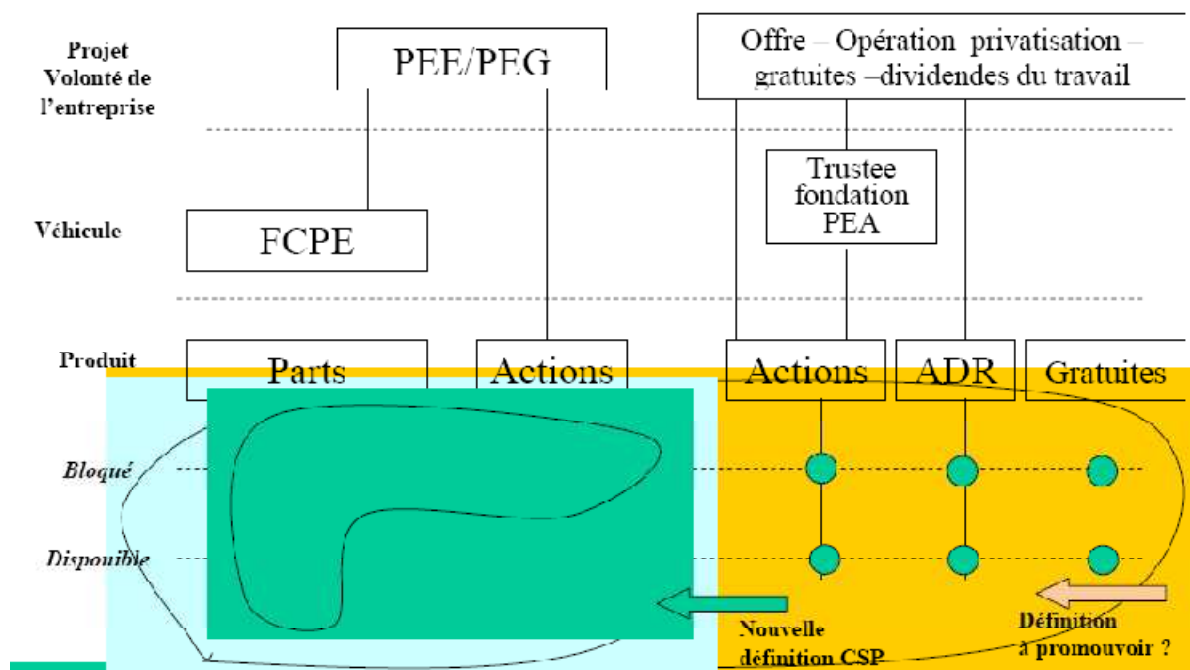 Projet
Volonté de
l'entreprise
PEE/PEG
Offre – Opération privatisation –
gratuites –dividendes du travail
Véhicule
FCPE
Trustee
fondation
PEA
Produit
Parts
Actions
Actions
ADR
Gratuites
Bloqué
Disponible
Nouvelle
définition CSP
Définition
à promouvoir ?